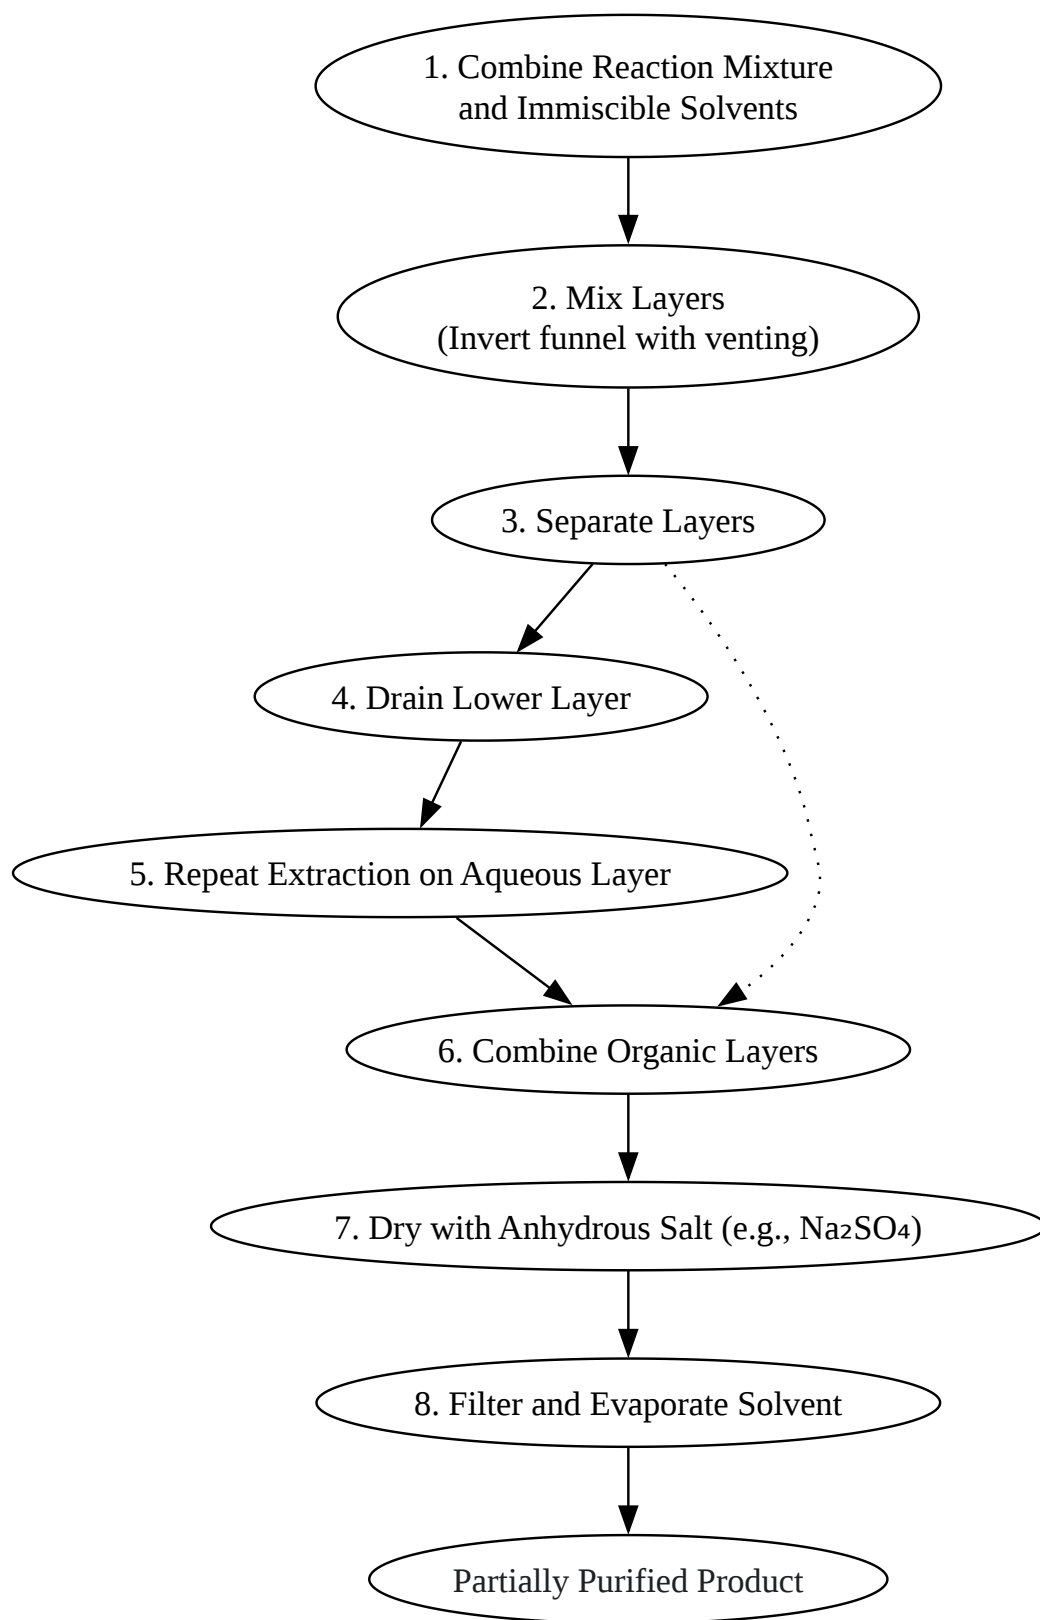 1. Combine Reaction Mixture
and Immiscible Solvents
2. Mix Layers
(Invert funnel with venting)
3. Separate Layers
4. Drain Lower Layer
5. Repeat Extraction on Aqueous Layer
6. Combine Organic Layers
7. Dry with Anhydrous Salt (e.g., Na₂SO₄)
8. Filter and Evaporate Solvent
Partially Purified Product